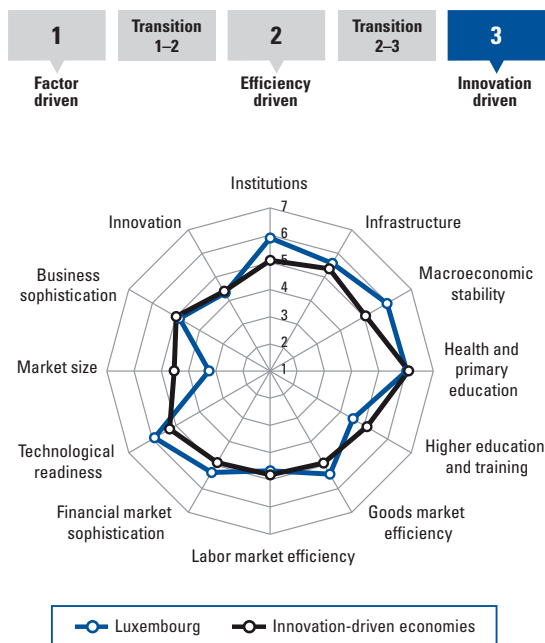 1
Transition
1–2
2
Transition
2–3
3
Factor
driven
Efficiency
driven
Innovation
driven
Institutions
7
6
5
4
3
2
1
Infrastructure
Macroeconomic
stability
Health and
primary
education
Higher education
and training
Goods market
efficiency
Labor market efficiency
Financial market
sophistication
Technological
readiness
Market size
Business
sophistication
Innovation
Luxembourg
Innovation-driven economies